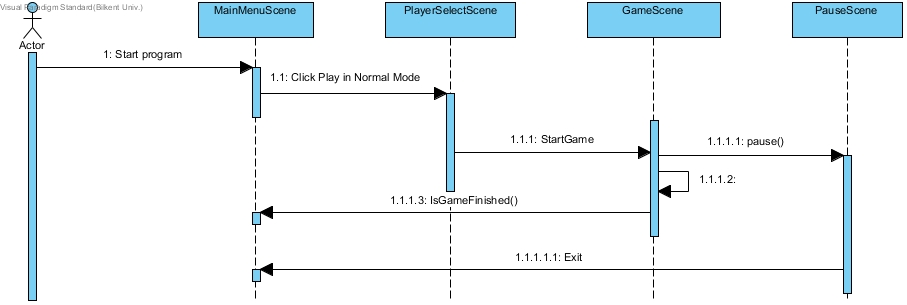 Visual Paradigm Standard(Bilkent Univ.)
MainMenuScene
PlayerSelectScene
GameScene
PauseScene
Actor
1: Start program
1.1: Click Play in Normal Mode
1.1.1: StartGame
1.1.1.1: pause()
1.1.1.2:
1.1.1.3: IsGameFinished()
1.1.1.1.1: Exit